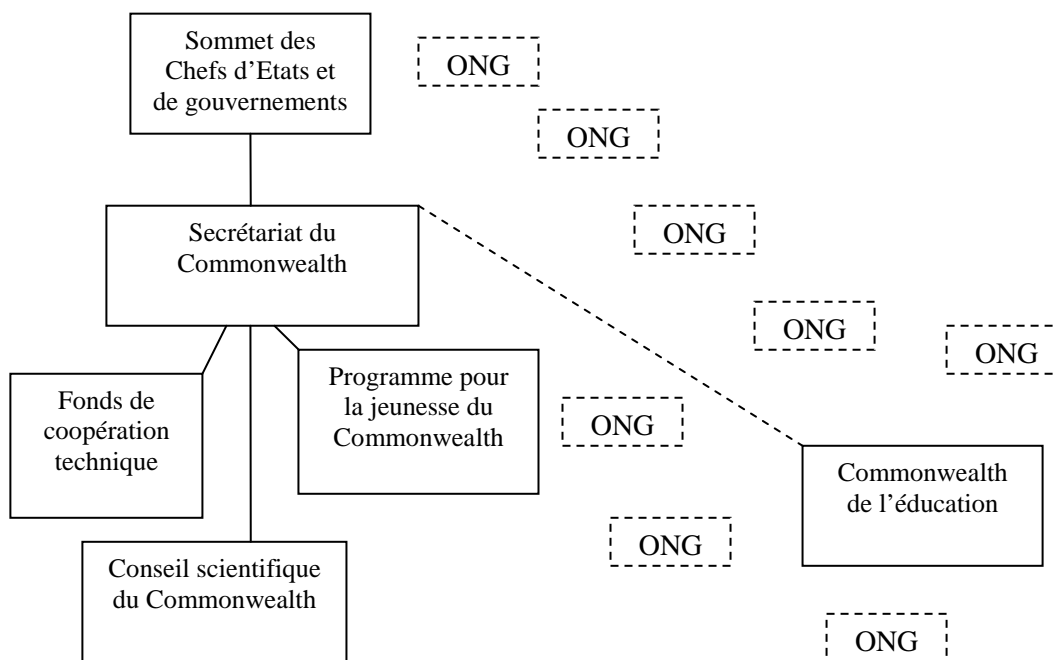 Sommet des
Chefs d’Etats et
de gouvernements
ONG
ONG
ONG
Secrétariat du
Commonwealth
ONG
ONG
Programme pour
la jeunesse du
Commonwealth
Fonds de
coopération
technique
ONG
Commonwealth
de l’éducation
ONG
Conseil scientifique
du Commonwealth
ONG